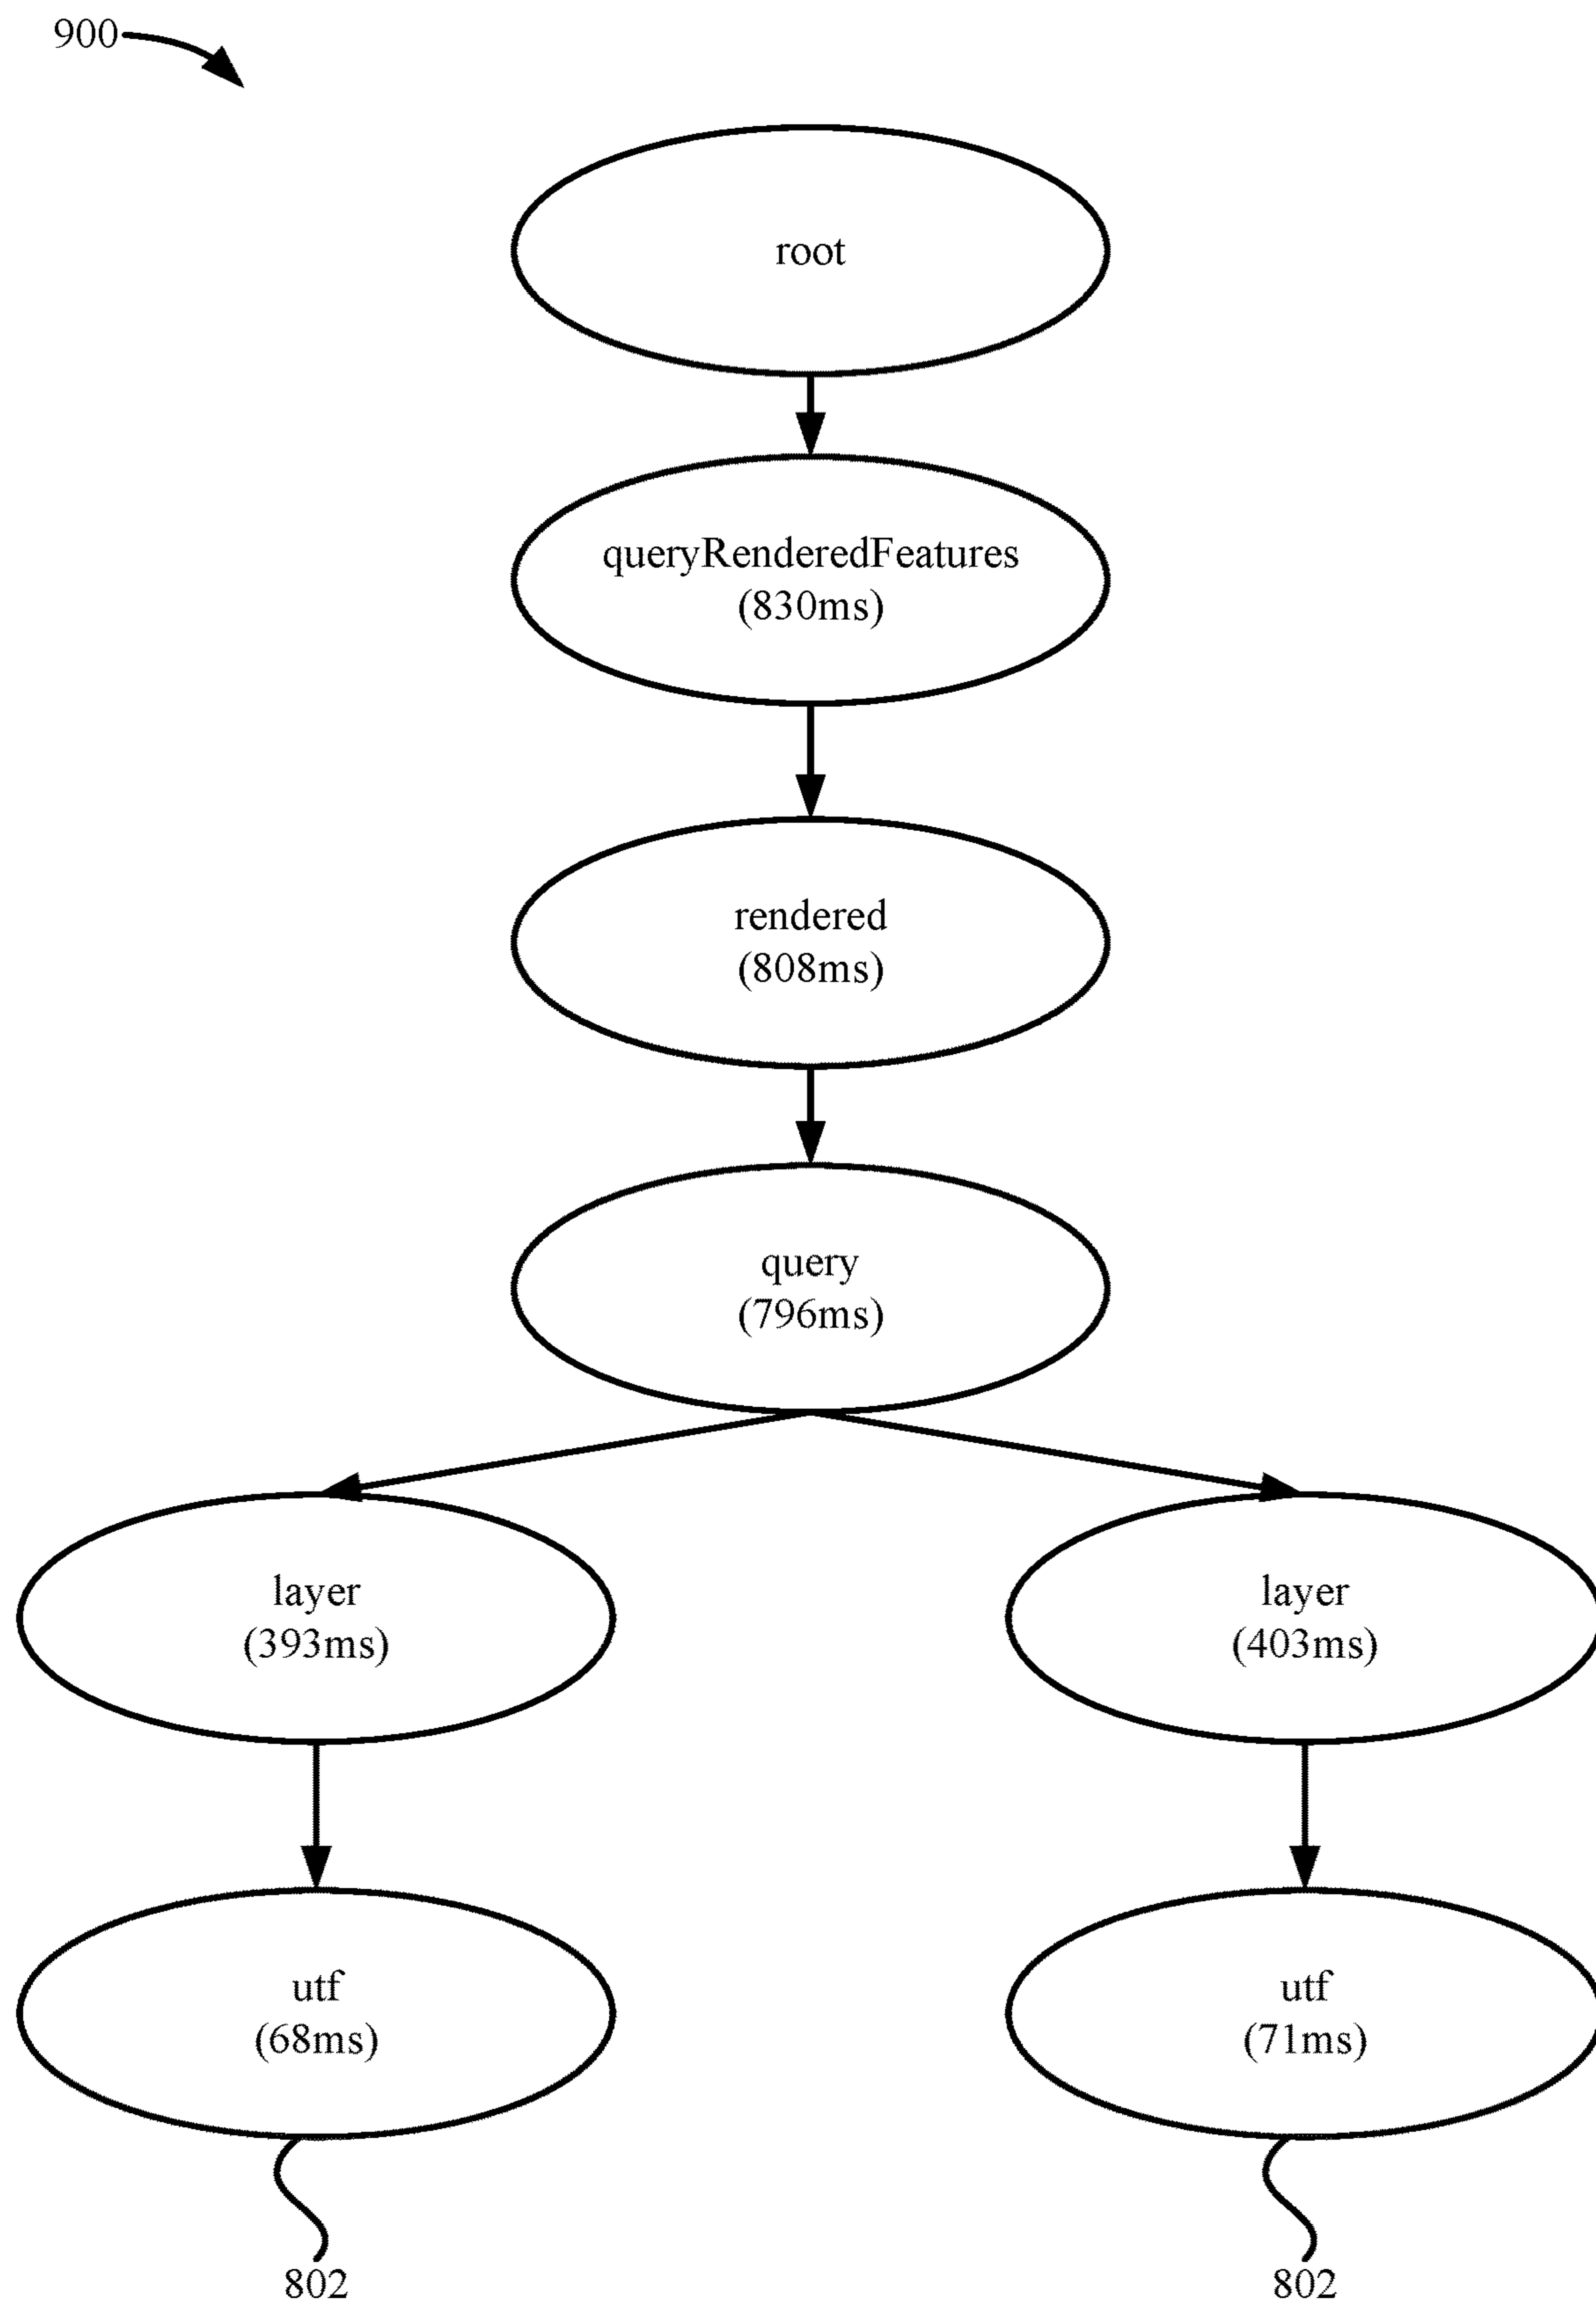 900
root
queryRenderedFeatures
(830ms)
rendered
(808ms)
query
(796ms)
layer
(393ms)
layer
(403ms)
utf
(68ms)
utf
(71ms)
802
802